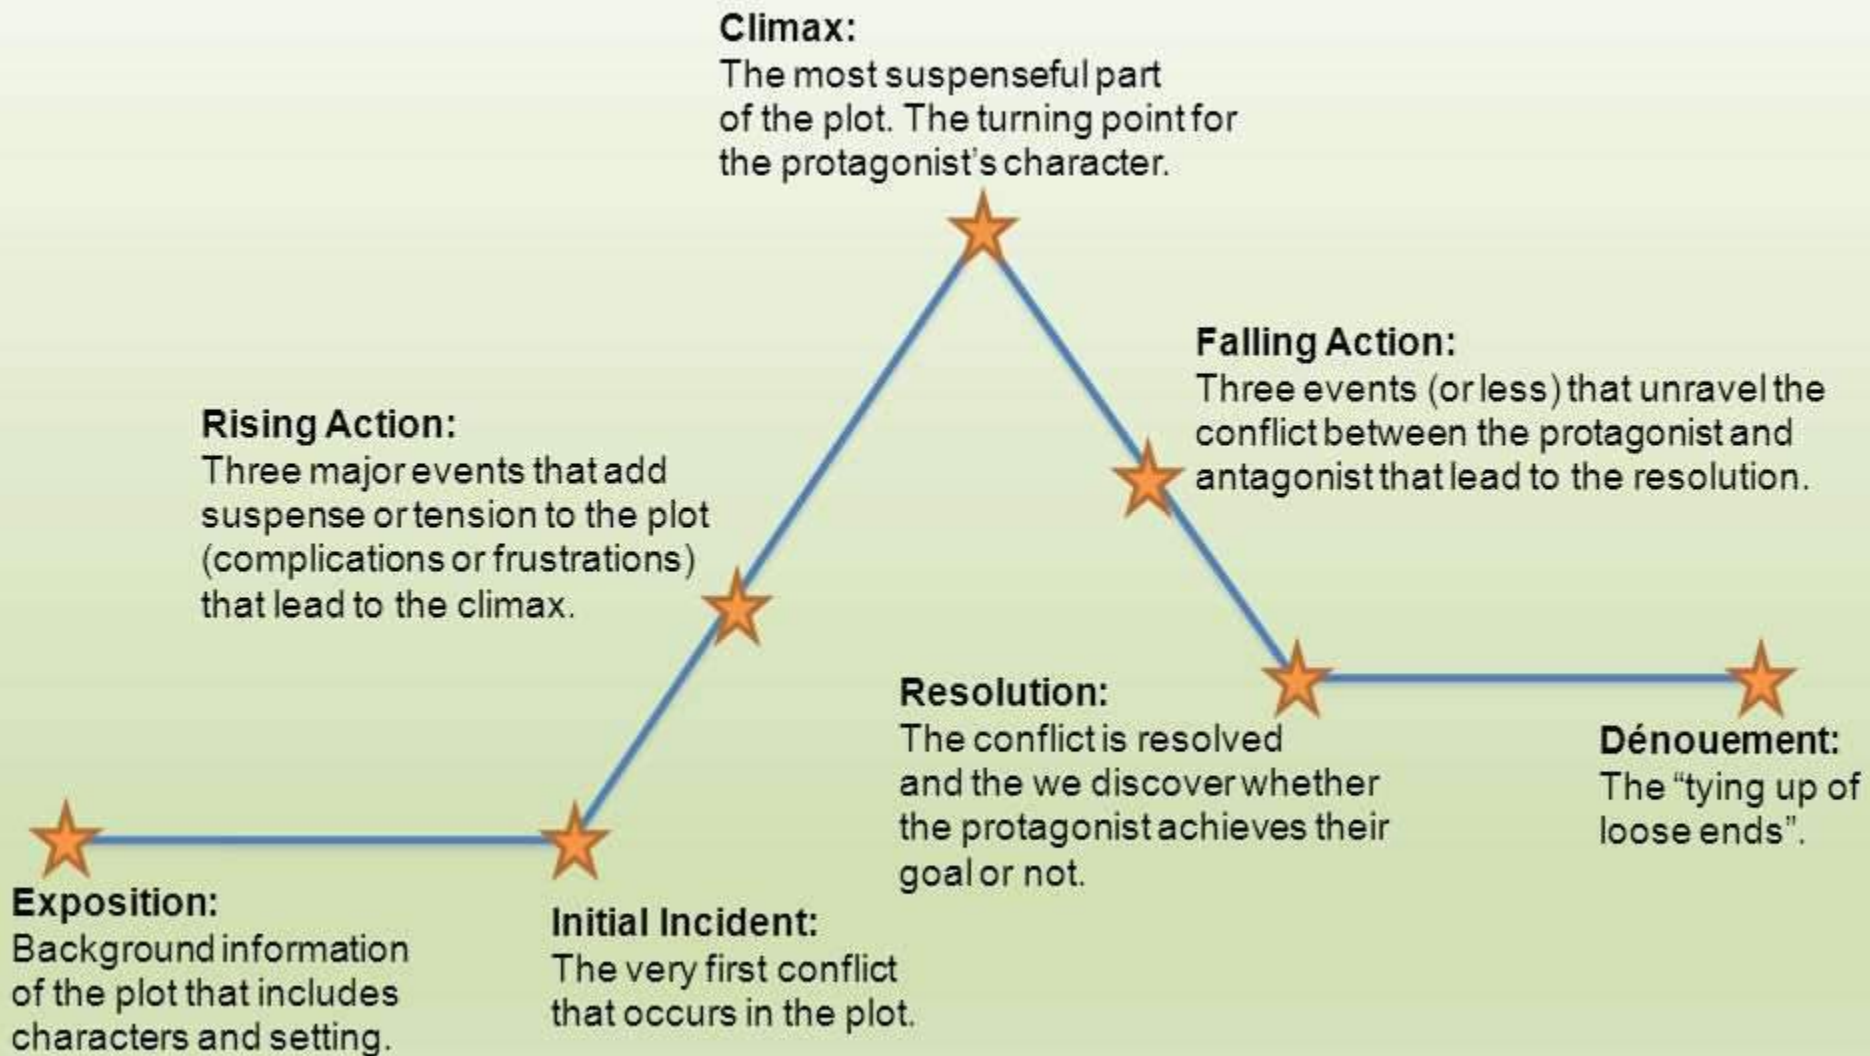 Climax:
The most suspenseful part
of the plot. The turning point for
the protagonist's character.
Falling Action:
Three events (or less) that unravel the
conflict between the protagonist and
antagonist that lead to the resolution.
Rising Action:
Three major events that add
suspense or tension to the plot
(complications or frustrations)
that lead to the climax.
Resolution:
The conflict is resolved
and the we discover whether
the protagonist achieves their
goal or not.
Dénouement:
The “tying up of
loose ends”.
Exposition:
Background information
of the plot that includes
characters and setting.
Initial Incident:
The very first conflict
that occurs in the plot.